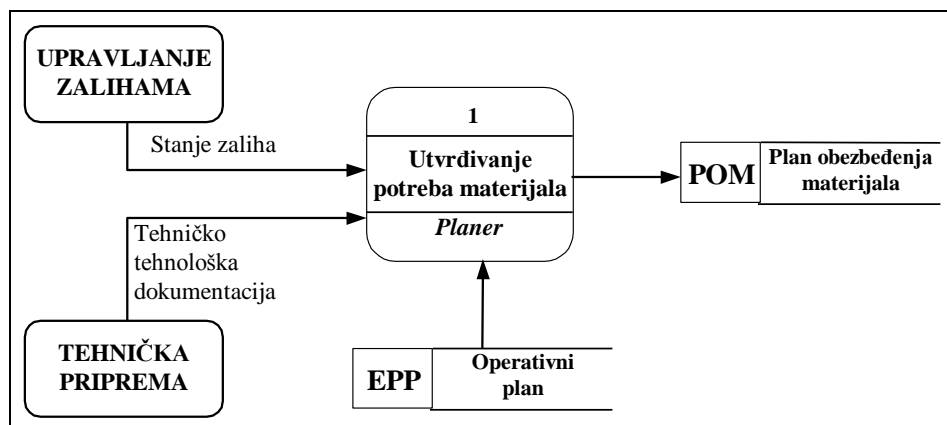 UPRAVLJANJE
ZALIHAMA
Stanje zaliha
1
Utvrđivanje
potreba materijala
Planer
POM
Plan obezbeđenja
materijala
Tehničko
tehnološka
dokumentacija
TEHNIČKA
PRIPREMA
EPP
Operativni
plan